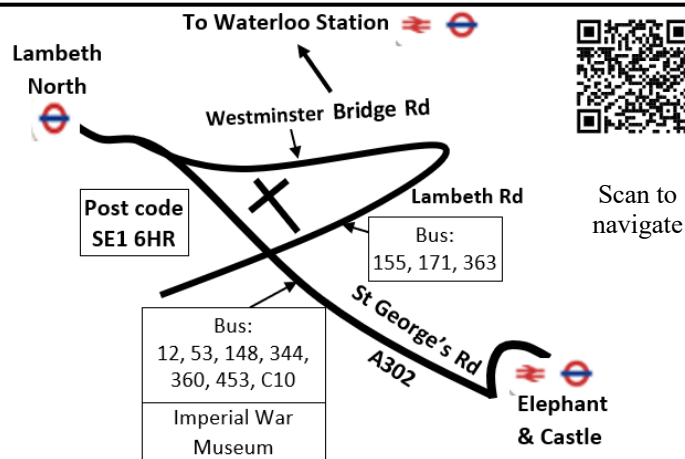 To Waterloo Station
Lambeth
North
Westminster Bridge Rd
Post code
SE1 6HR
Lambeth Rd
Bus:
155, 171, 363
Scan to
navigate
Bus:
12, 53, 148, 344,
360, 453, C10
Imperial War
Museum
St George's Rd
A302
Elephant
& Castle